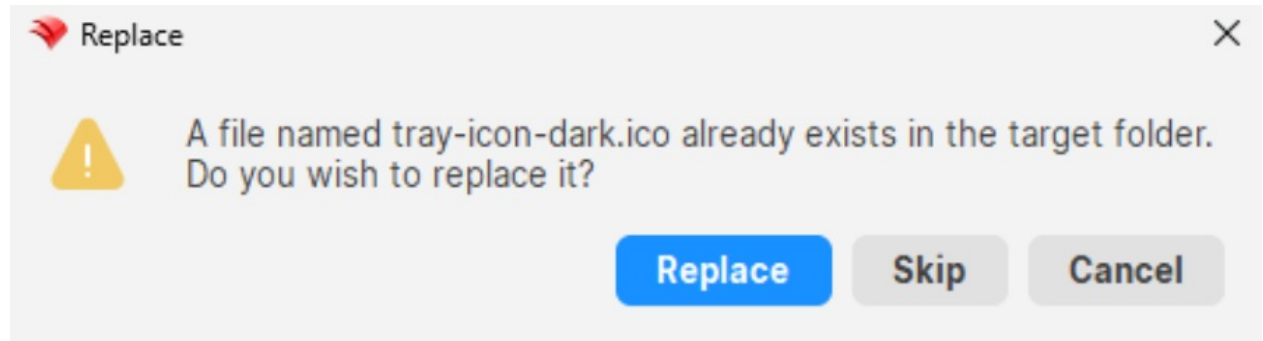 Replace
A file named tray-icon-dark.ico already exists in the target folder.
Do you wish to replace it?
Replace Skip Cancel